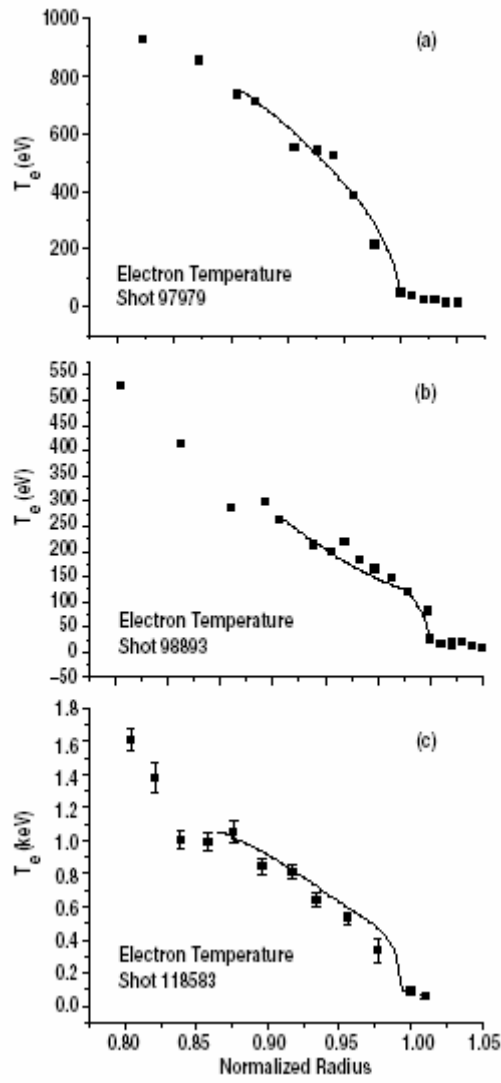 1000
(a)
800
600
T_e (eV)
400
200
Electron Temperature
Shot 97979
0
550
(b)
500
450
400
350
300
T_e (eV)
250
200
150
100
Electron Temperature
50
Shot 98893
0
–50
1.8
(c)
1.6
1.4
1.2
1.0
T_e (keV)
0.8
0.6
0.4
Electron Temperature
0.2
Shot 118583
0.0
0.80 0.85 0.90 0.95 1.00 1.05
Normalized Radius